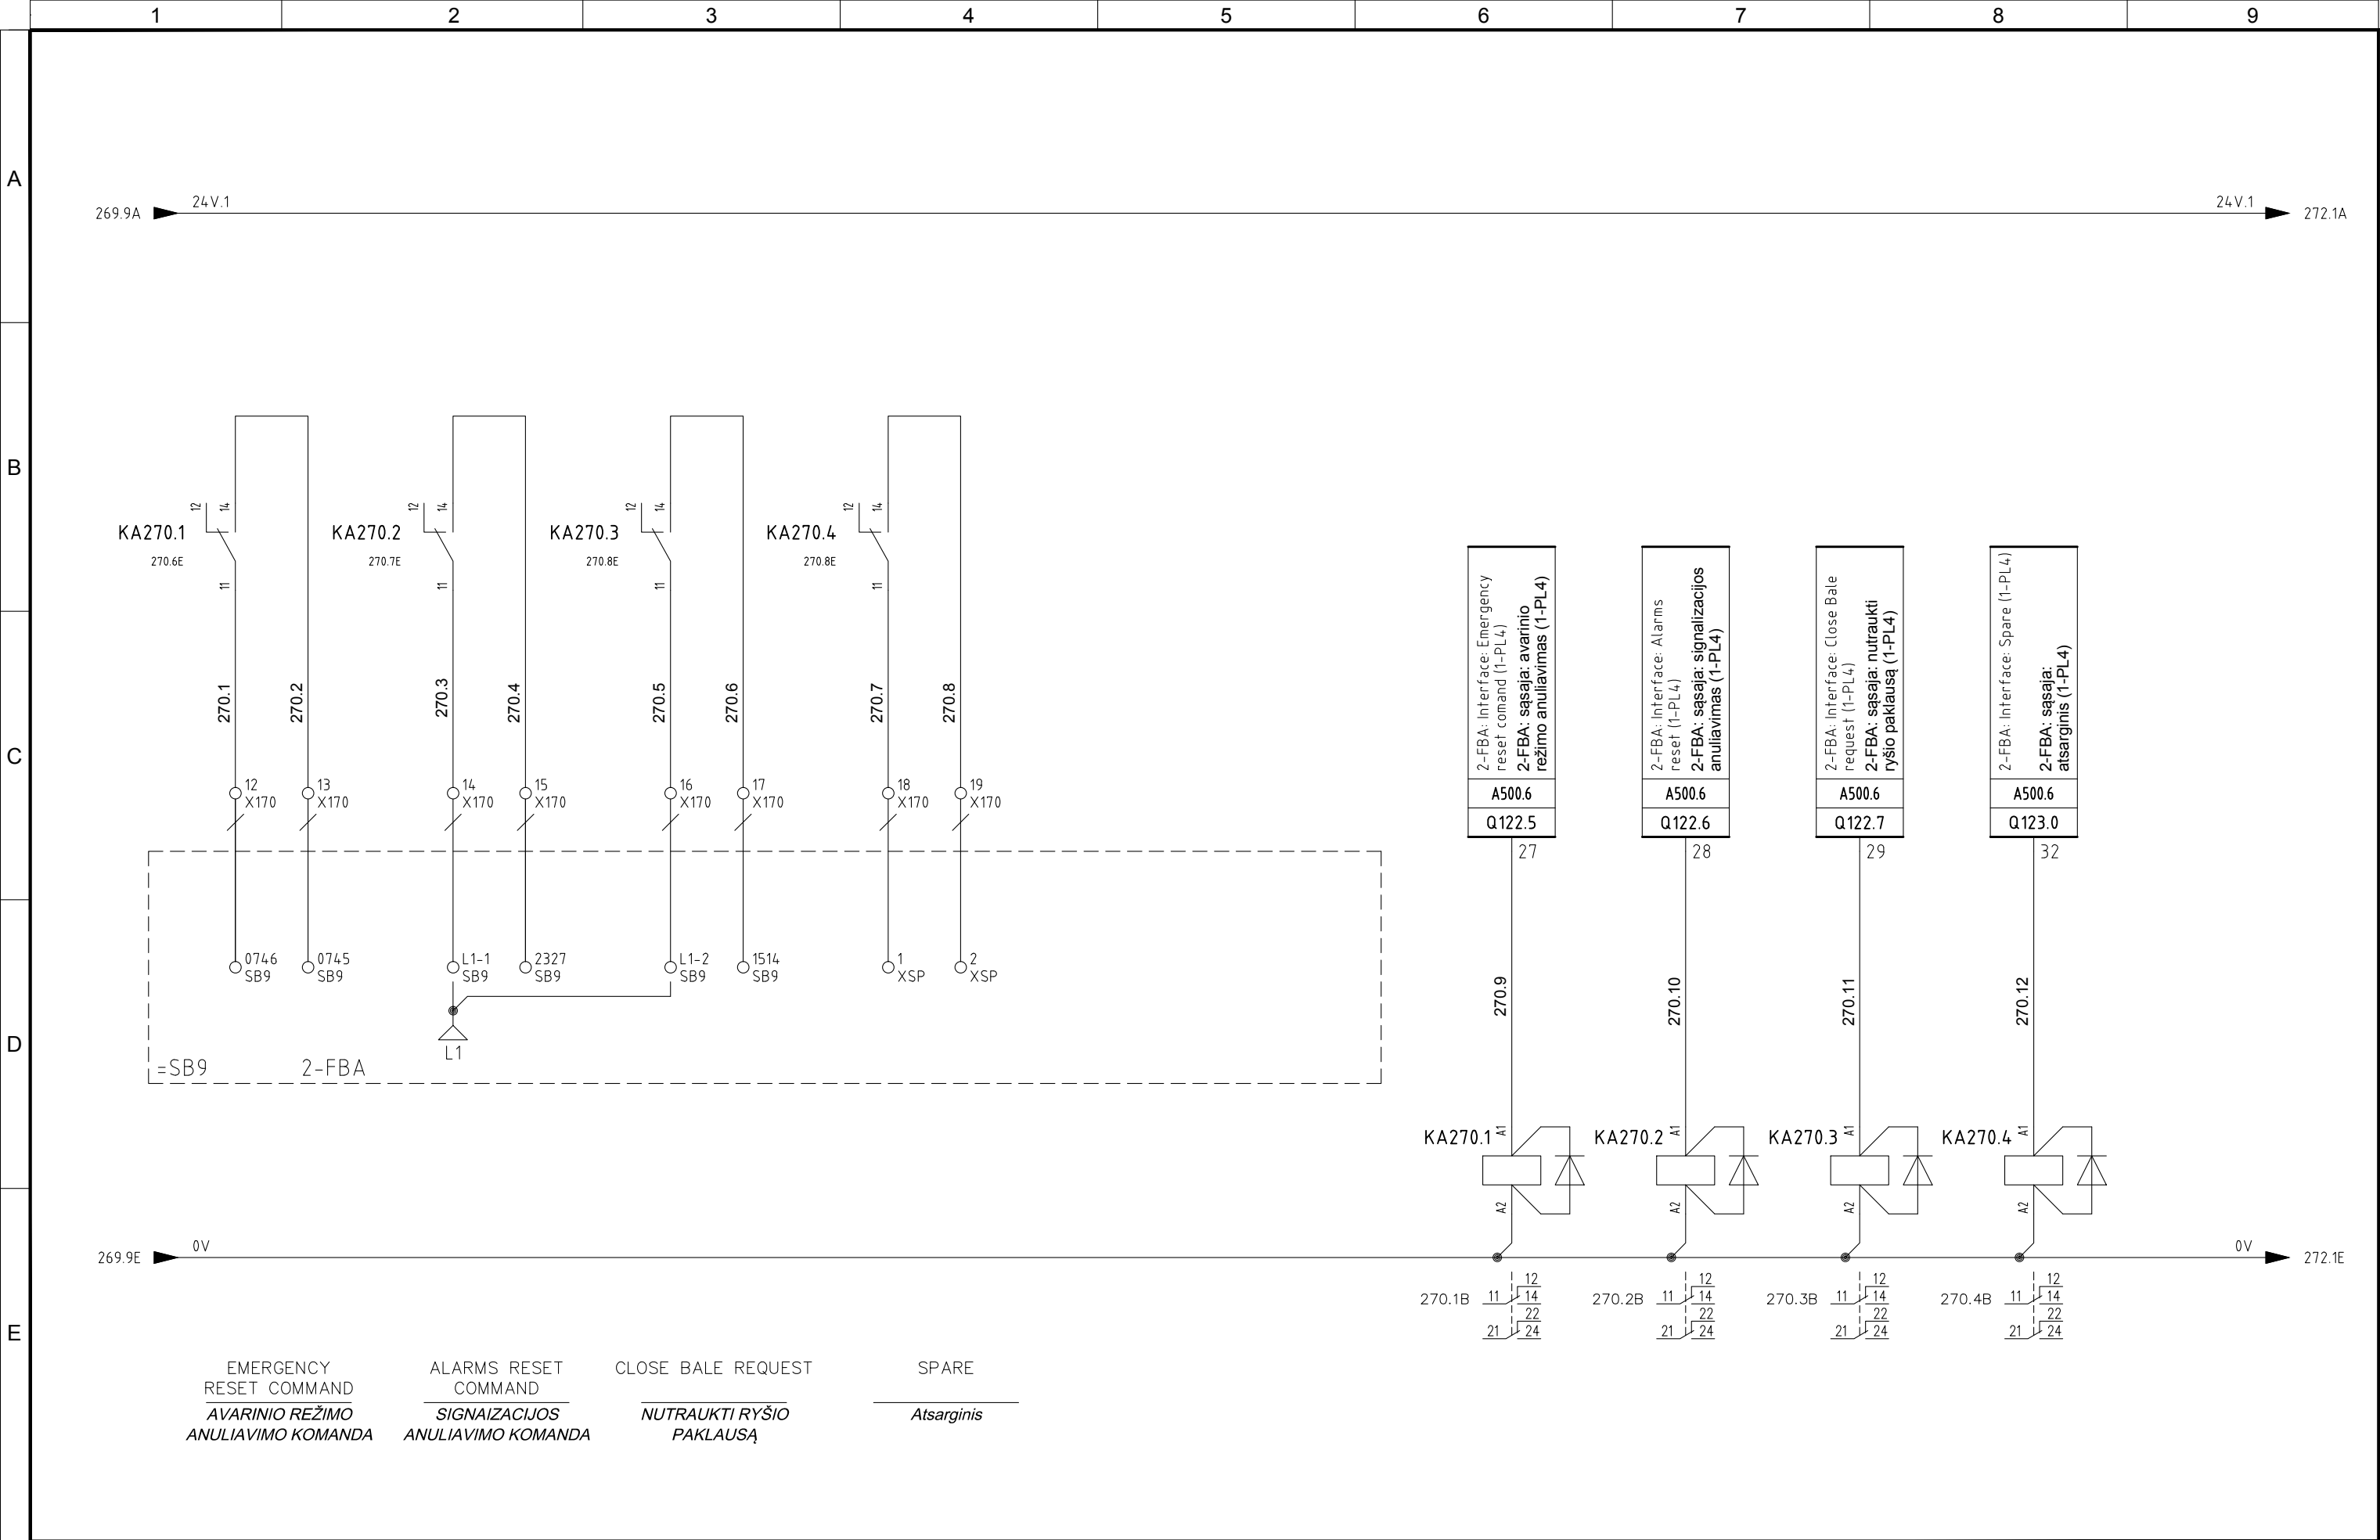 1 2 3 4 5 6 7 8 9
A
269.9A 24V.1 24V.1 272.1A
B
12 14 12 14 12 14 12 14
KA270.1 KA270.2 KA270.3 KA270.4
270.6E 270.7E 270.8E 270.8E
11 11 11 11
2-FBA: Interface: Emergency
reset comand (1-PL4)
2-FBA: sąsaja: avarinio
režimo anuliavimas (1-PL4)
2-FBA: Interface: Alarms
reset (1-PL4)
2-FBA: sąsaja: signalizacijos
anuliavimas (1-PL4)
2-FBA: Interface: Close Bale
request (1-PL4)
2-FBA: sąsaja: nutraukti
ryšio paklausą (1-PL4)
2-FBA: Interface: Spare (1-PL4)
2-FBA: sąsaja:
atsarginis (1-PL4)
270.1 270.2 270.3 270.4 270.5 270.6 270.7 270.8
C
12 13 14 15 16 17 18 19
X170 X170 X170 X170 X170 X170 X170 X170
A500.6 A500.6 A500.6 A500.6
Q122.5 Q122.6 Q122.7 Q123.0
27 28 29 32
0746 0745 L1-1 2327 L1-2 1514 1 2
SB9 SB9 SB9 SB9 SB9 SB9 XSP XSP
270.9 270.10 270.11 270.12
D
L1
=SB9 2-FBA
KA270.1 A1 KA270.2 A1 KA270.3 A1 KA270.4 A1
A2 A2 A2 A2
269.9E 0V 0V 272.1E
12 12 12 12
270.1B 11 14 270.2B 11 14 270.3B 11 14 270.4B 11 14
22 22 22 22
21 24 21 24 21 24 21 24
E
EMERGENCY
RESET COMMAND
AVARINIO REŽIMO
ANULIAVIMO KOMANDA
ALARMS RESET
COMMAND
SIGNAIZACIJOS
ANULIAVIMO KOMANDA
CLOSE BALE REQUEST
NUTRAUKTI RYŠIO
PAKLAUSĄ
SPARE
Atsarginis